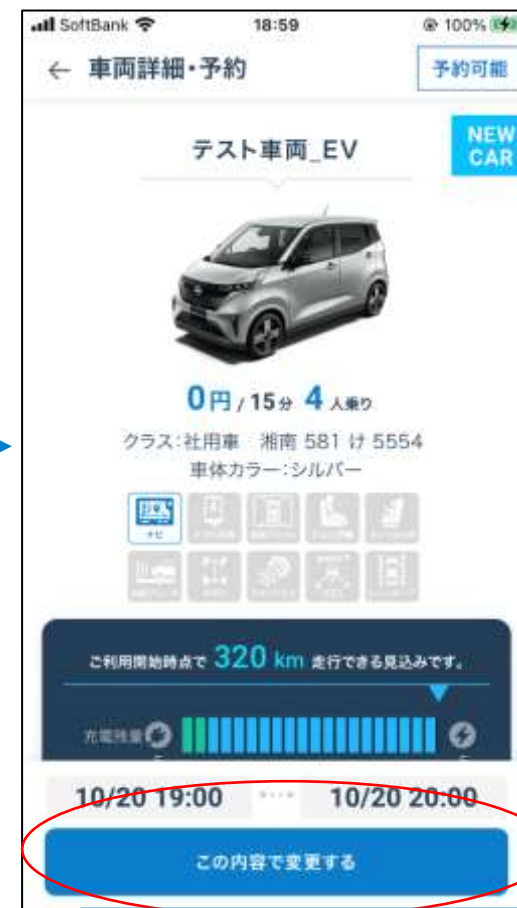 SoftBank 18:59 100%
← 車両詳細・予約 予約可能
NEW
CAR
テスト車両_EV
0円/15分 4人乗り
クラス:社用車 湘南 581 け 5554
車体カラー:シルバー
ナビ
ご利用開始時点で 320 km 走行できる見込みです。
充電残量
10/20 19:00 10/20 20:00
この内容で変更する